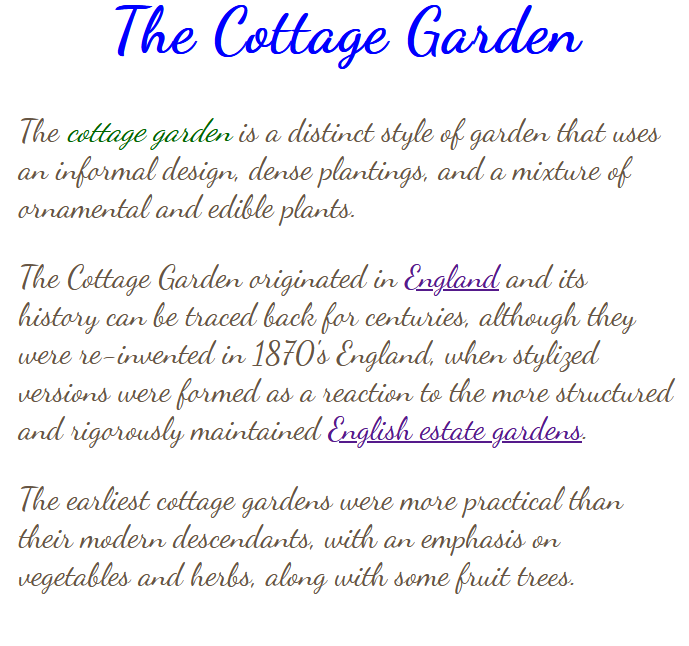 The Cottage Garden
The cottage garden is a distinct style of garden that uses
an informal design, dense plantings, and a mixture of
ornamental and edible plants.
The Cottage Garden originated in England and its
history can be traced back for centuries, although they
were re-invented in 1870's England, when stylized
versions were formed as a reaction to the more structured
and rigorously maintained English estate gardens.
The earliest cottage gardens were more practical than
their modern descendants, with an emphasis on
vegetables and herbs, along with some fruit trees.